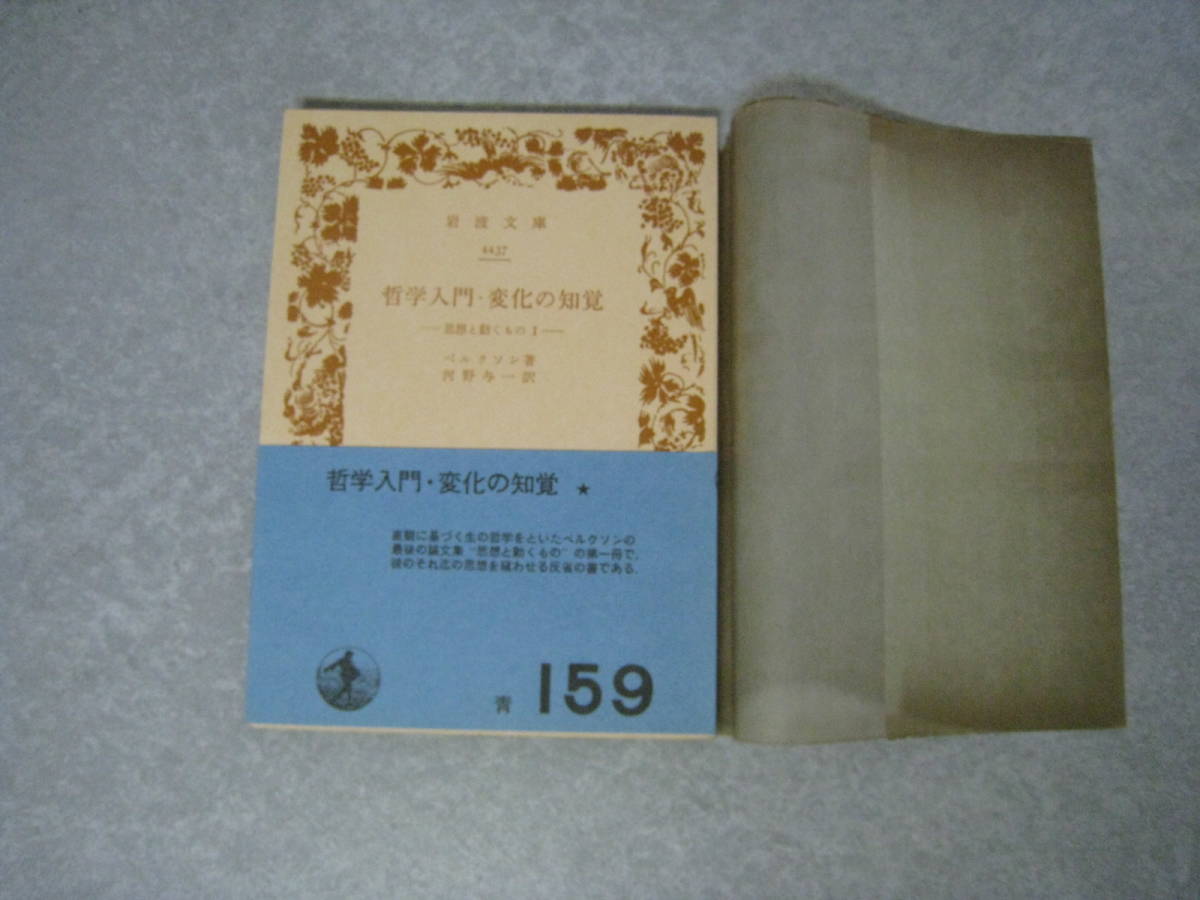 岩波文庫
4437
哲学入門・変化の知覚
—思想と動くもの I—
ベルクソン著
河野与一訳
哲学入門・変化の知覚 ★
直観に基づく生の哲学をといたベルクソンの
最後の論文集“思想と動くもの”の第一冊で，
彼のそれ迄の思想を窺わせる反省の書である．
青 159